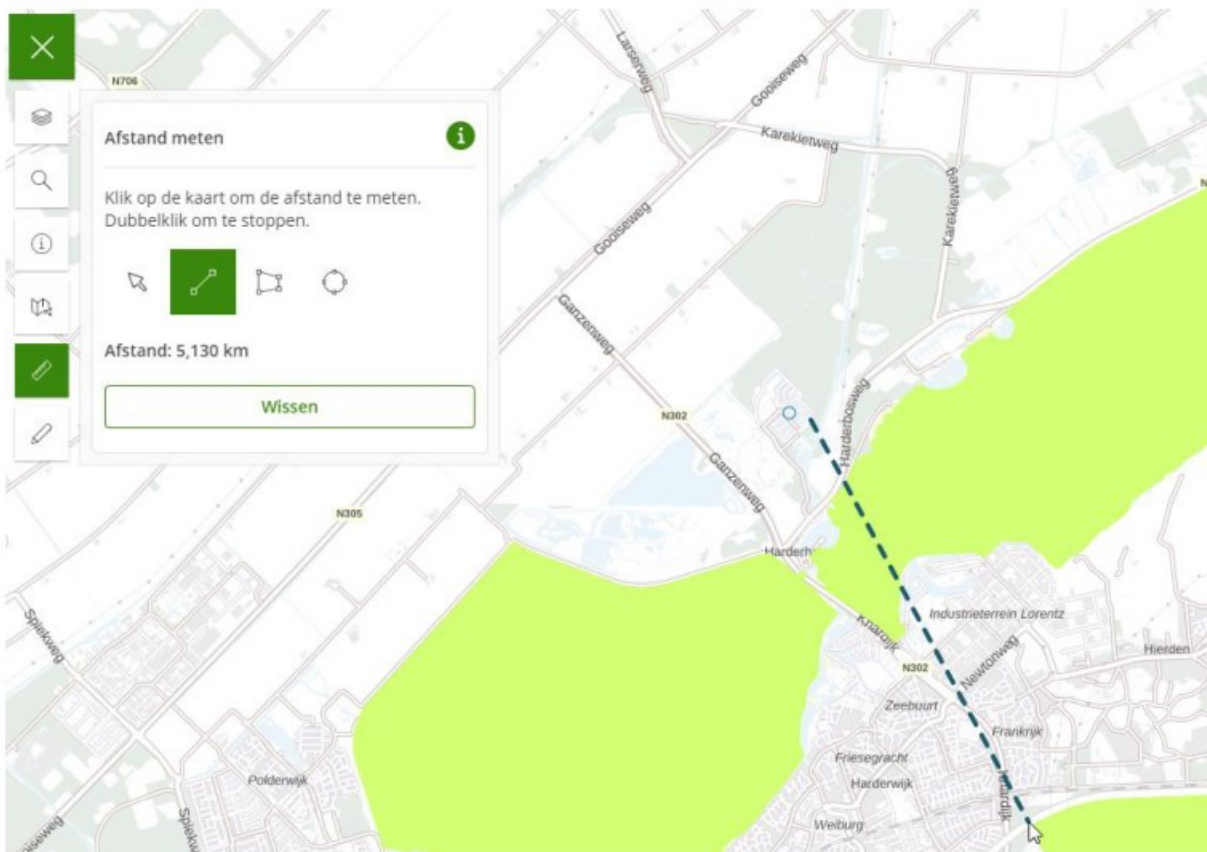 N706
Afstand meten
Klik op de kaart om de afstand te meten.
Dubbelklik om te stoppen.
Afstand: 5,130 km
Wissen
Larserweg
Gooiseweg
Karekietweg
Karekietweg
Gooiseweg
Ganzenweg
N302
Harderbosweg
Ganzenweg
N305
Harderh
Industrieterrein Lorentz
Knardijk
Newtonweg
Hierden
N302
Spiekweg
Zeebuurt
Frankrijk
Friesegracht
Harderwijk
Knardijk
Polderwijk
Weiburg
Spiekweg